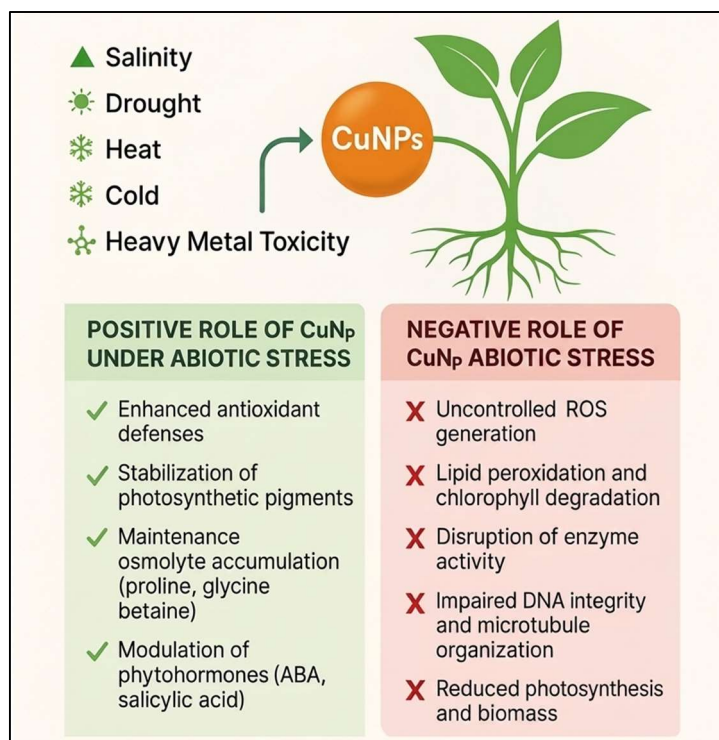 Salinity
Drought
Heat
Cold
Heavy Metal Toxicity
CuNPs
POSITIVE ROLE OF CuNp
UNDER ABIOTIC STRESS
Enhanced antioxidant
defenses
Stabilization of
photosynthetic pigments
Maintenance
osmolyte accumulation
(proline, glycine
betaine)
Modulation of
phytohormones (ABA,
salicylic acid)
NEGATIVE ROLE OF
CuNp ABIOTIC STRESS
Uncontrolled ROS
generation
Lipid peroxidation and
chlorophyll degradation
Disruption of enzyme
activity
Impaired DNA integrity
and microtubule
organization
Reduced photosynthesis
and biomass